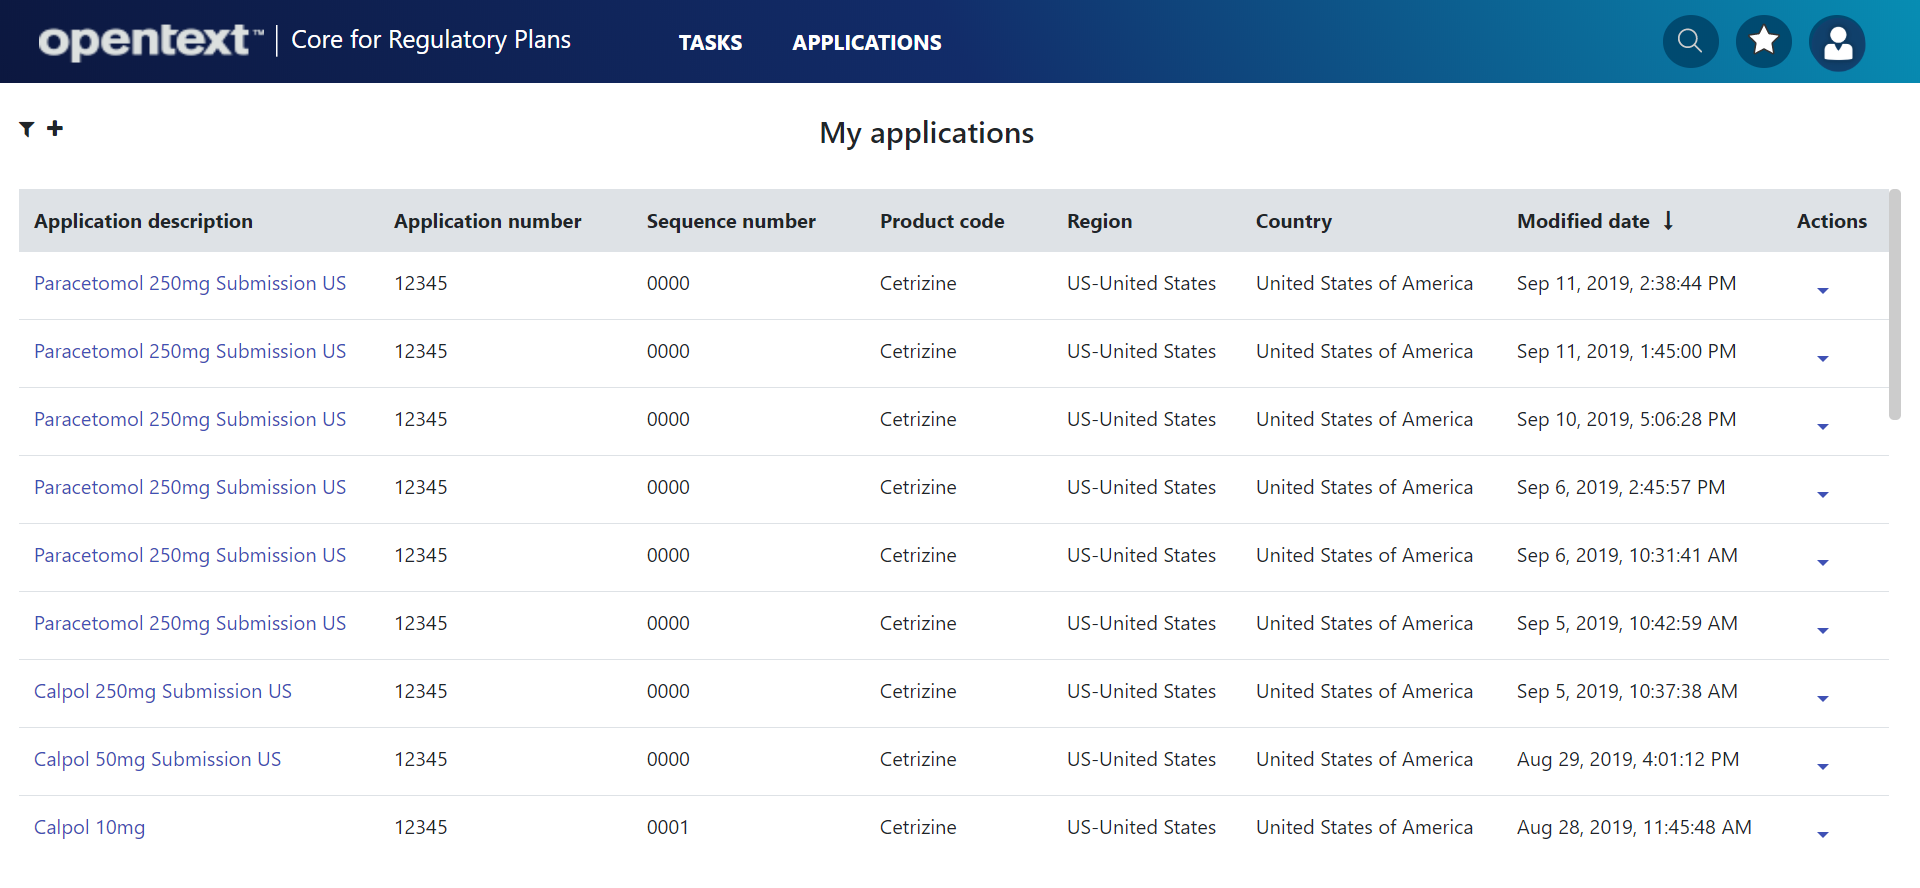 opentext™ | Core for Regulatory Plans TASKS APPLICATIONS
My applications
Application description Application number Sequence number Product code Region Country Modified date ↓ Actions
Paracetomol 250mg Submission US 12345 0000 Cetrizine US-United States United States of America Sep 11, 2019, 2:38:44 PM
Paracetomol 250mg Submission US 12345 0000 Cetrizine US-United States United States of America Sep 11, 2019, 1:45:00 PM
Paracetomol 250mg Submission US 12345 0000 Cetrizine US-United States United States of America Sep 10, 2019, 5:06:28 PM
Paracetomol 250mg Submission US 12345 0000 Cetrizine US-United States United States of America Sep 6, 2019, 2:45:57 PM
Paracetomol 250mg Submission US 12345 0000 Cetrizine US-United States United States of America Sep 6, 2019, 10:31:41 AM
Paracetomol 250mg Submission US 12345 0000 Cetrizine US-United States United States of America Sep 5, 2019, 10:42:59 AM
Calpol 250mg Submission US 12345 0000 Cetrizine US-United States United States of America Sep 5, 2019, 10:37:38 AM
Calpol 50mg Submission US 12345 0000 Cetrizine US-United States United States of America Aug 29, 2019, 4:01:12 PM
Calpol 10mg 12345 0001 Cetrizine US-United States United States of America Aug 28, 2019, 11:45:48 AM